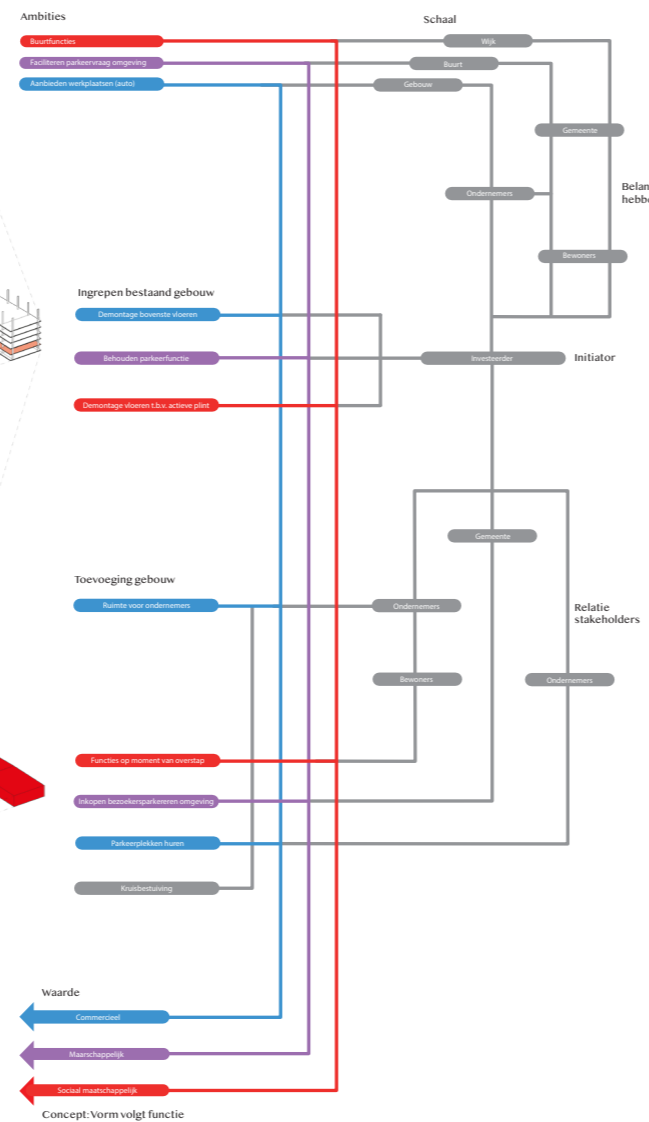 Ambities
Schaal
Buurtfuncties
Wijk
Faciliteren parkeervraag omgeving
Buurt
Aanbieden werkplaatsen (auto)
Gebouw
Gemeente
Ondernemers
Belan
hebbe
Bewoners
Ingrepen bestaand gebouw
Demontage bovenste vloeren
Behouden parkeerfunctie
Investeerder
Initiator
Demontage vloeren t.b.v. actieve plint
Gemeente
Toevoeging gebouw
Ruimte voor ondernemers
Ondernemers
Relatie
stakeholders
Bewoners
Ondernemers
Functies op moment van overstap
Inkopen bezoekersparkereren omgeving
Parkeerplekken huren
Kruisbestuiving
Waarde
Commercieel
Maarschappelijk
Sociaal maatschappelijk
Concept: Vorm volgt functie